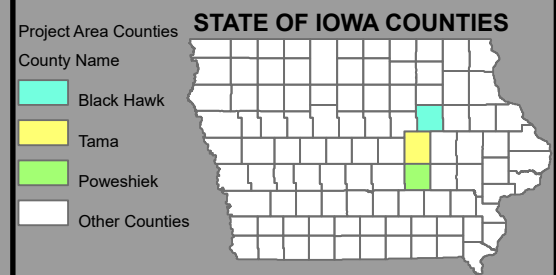 STATE OF IOWA COUNTIES
Project Area Counties
County Name
Black Hawk
Tama
Poweshiek
Other Counties